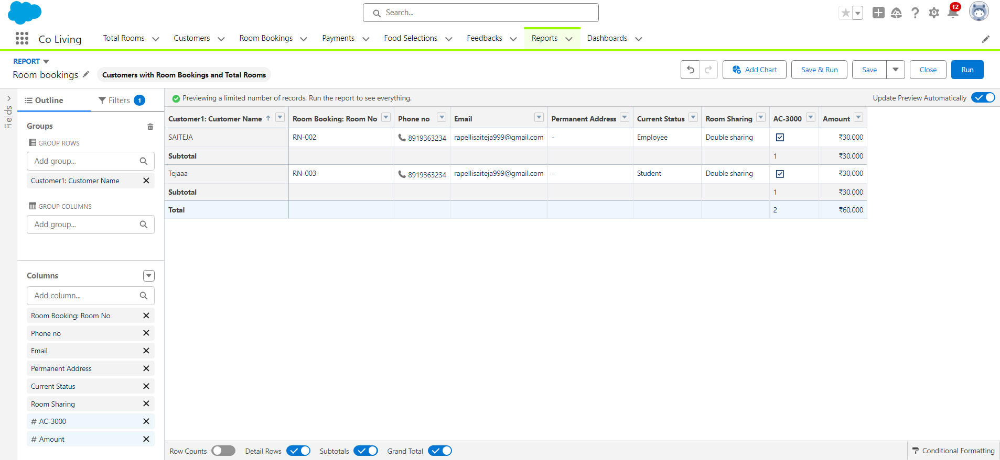 Search...
12
Co Living
Total Rooms
Customers
Room Bookings
Payments
Food Selections
Feedbacks
Reports
Dashboards
REPORT
Room bookings
Customers with Room Bookings and Total Rooms
Add Chart
Save & Run
Save
Close
Run
Fields
Outline
Filters 1
Previewing a limited number of records. Run the report to see everything.
Update Preview Automatically
Groups
GROUP ROWS
Add group...
Customer1: Customer Name
GROUP COLUMNS
Add group...
Columns
Add column...
Room Booking: Room No
Phone no
Email
Permanent Address
Current Status
Room Sharing
# AC-3000
# Amount
Customer1: Customer Name ↑ Room Booking: Room No Phone no Email Permanent Address Current Status Room Sharing AC-3000 Amount
SAITEJA RN-002 8919363234 rapellisaiteja999@gmail.com - Employee Double sharing ₹30,000
Subtotal 1 ₹30,000
Tejaaa RN-003 8919363234 rapellisaiteja999@gmail.com - Student Double sharing ₹30,000
Subtotal 1 ₹30,000
Total 2 ₹60,000
Row Counts
Detail Rows
Subtotals
Grand Total
Conditional Formatting